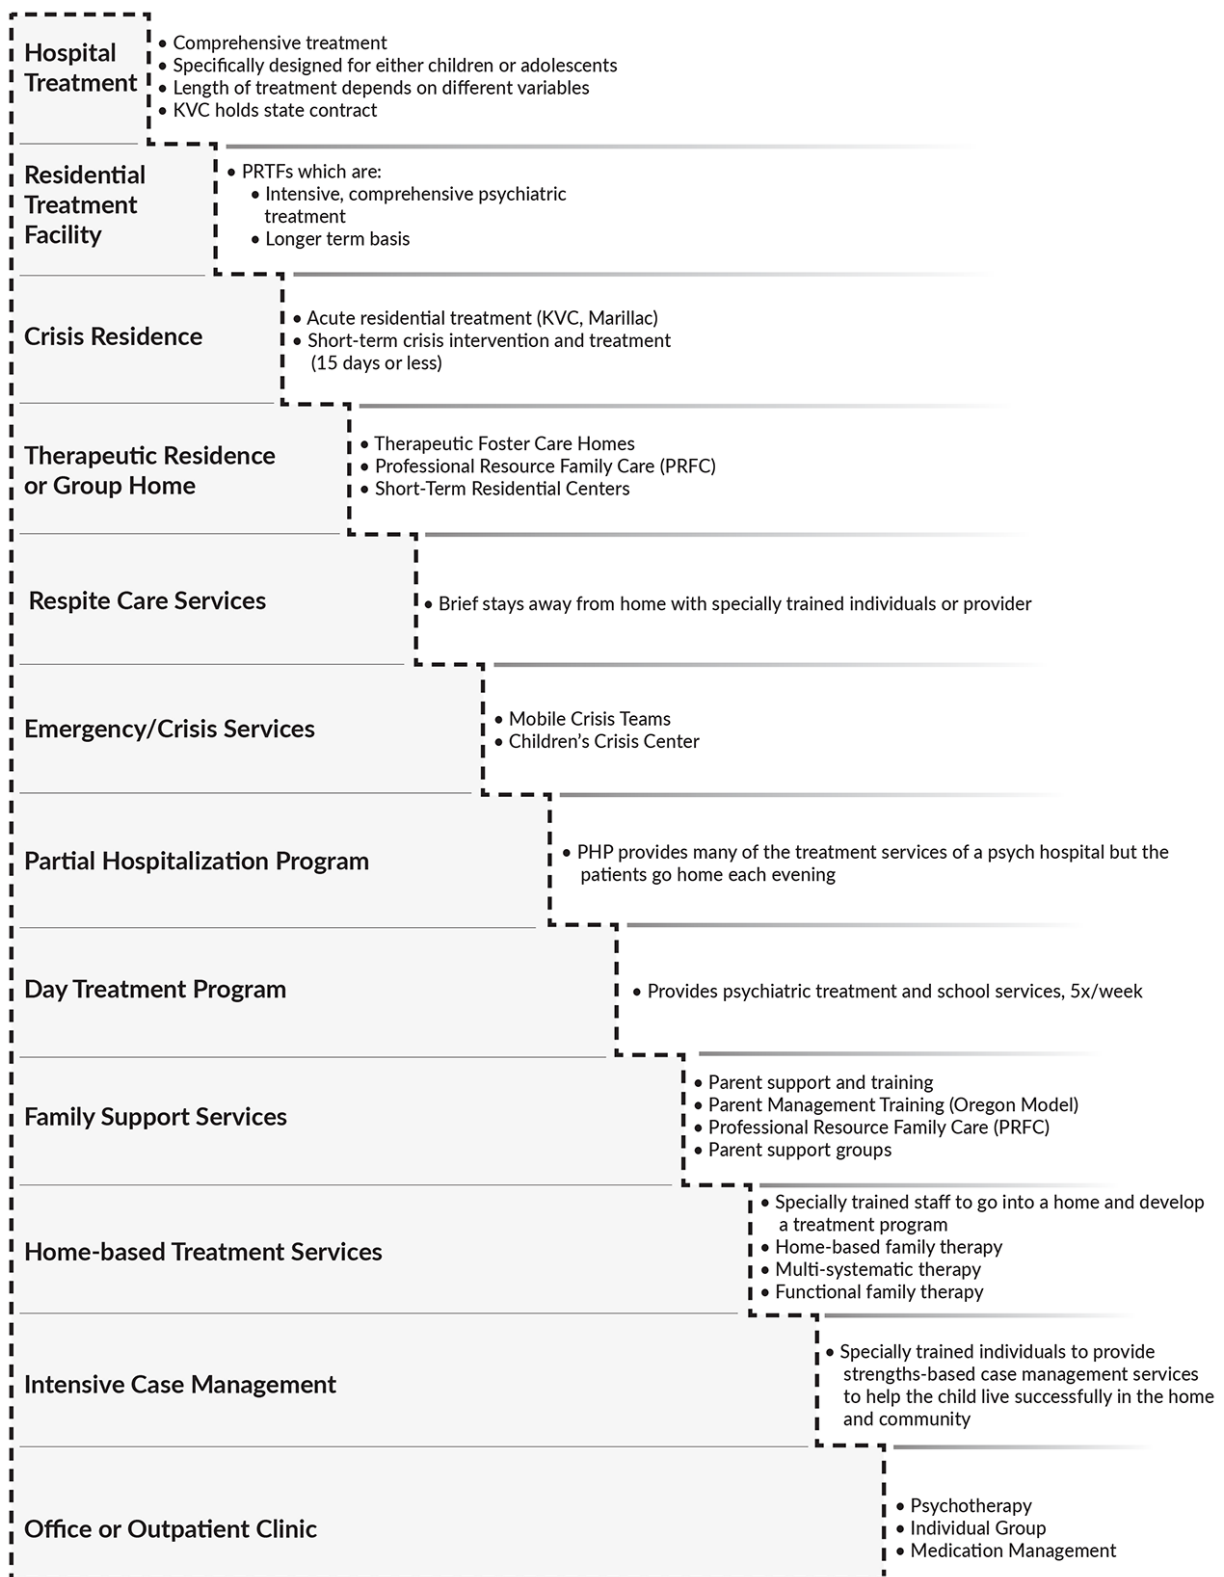 Hospital
Treatment
• Comprehensive treatment
• Specifically designed for either children or adolescents
• Length of treatment depends on different variables
• KVC holds state contract
Residential
Treatment
Facility
• PRTFs which are:
• Intensive, comprehensive psychiatric
treatment
• Longer term basis
Crisis Residence
• Acute residential treatment (KVC, Marillac)
• Short-term crisis intervention and treatment
(15 days or less)
Therapeutic Residence
or Group Home
• Therapeutic Foster Care Homes
• Professional Resource Family Care (PRFC)
• Short-Term Residential Centers
Respite Care Services
• Brief stays away from home with specially trained individuals or provider
Emergency/Crisis Services
• Mobile Crisis Teams
• Children’s Crisis Center
Partial Hospitalization Program
• PHP provides many of the treatment services of a psych hospital but the
patients go home each evening
Day Treatment Program
• Provides psychiatric treatment and school services, 5x/week
Family Support Services
• Parent support and training
• Parent Management Training (Oregon Model)
• Professional Resource Family Care (PRFC)
• Parent support groups
Home-based Treatment Services
• Specially trained staff to go into a home and develop
a treatment program
• Home-based family therapy
• Multi-systematic therapy
• Functional family therapy
Intensive Case Management
• Specially trained individuals to provide
strengths-based case management services
to help the child live successfully in the home
and community
Office or Outpatient Clinic
• Psychotherapy
• Individual Group
• Medication Management